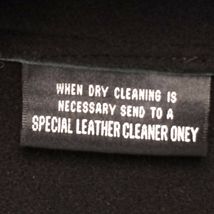 WHEN DRY CLEANING IS
NECESSARY SEND TO A
SPECIAL LEATHER CLEANER ONEY